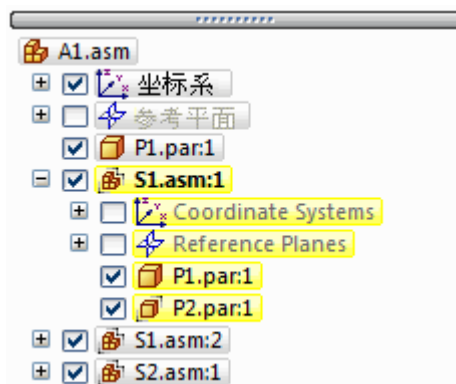 A1.asm
坐标系
参考平面
P1.par:1
S1.asm:1
Coordinate Systems
Reference Planes
P1.par:1
P2.par:1
S1.asm:2
S2.asm:1